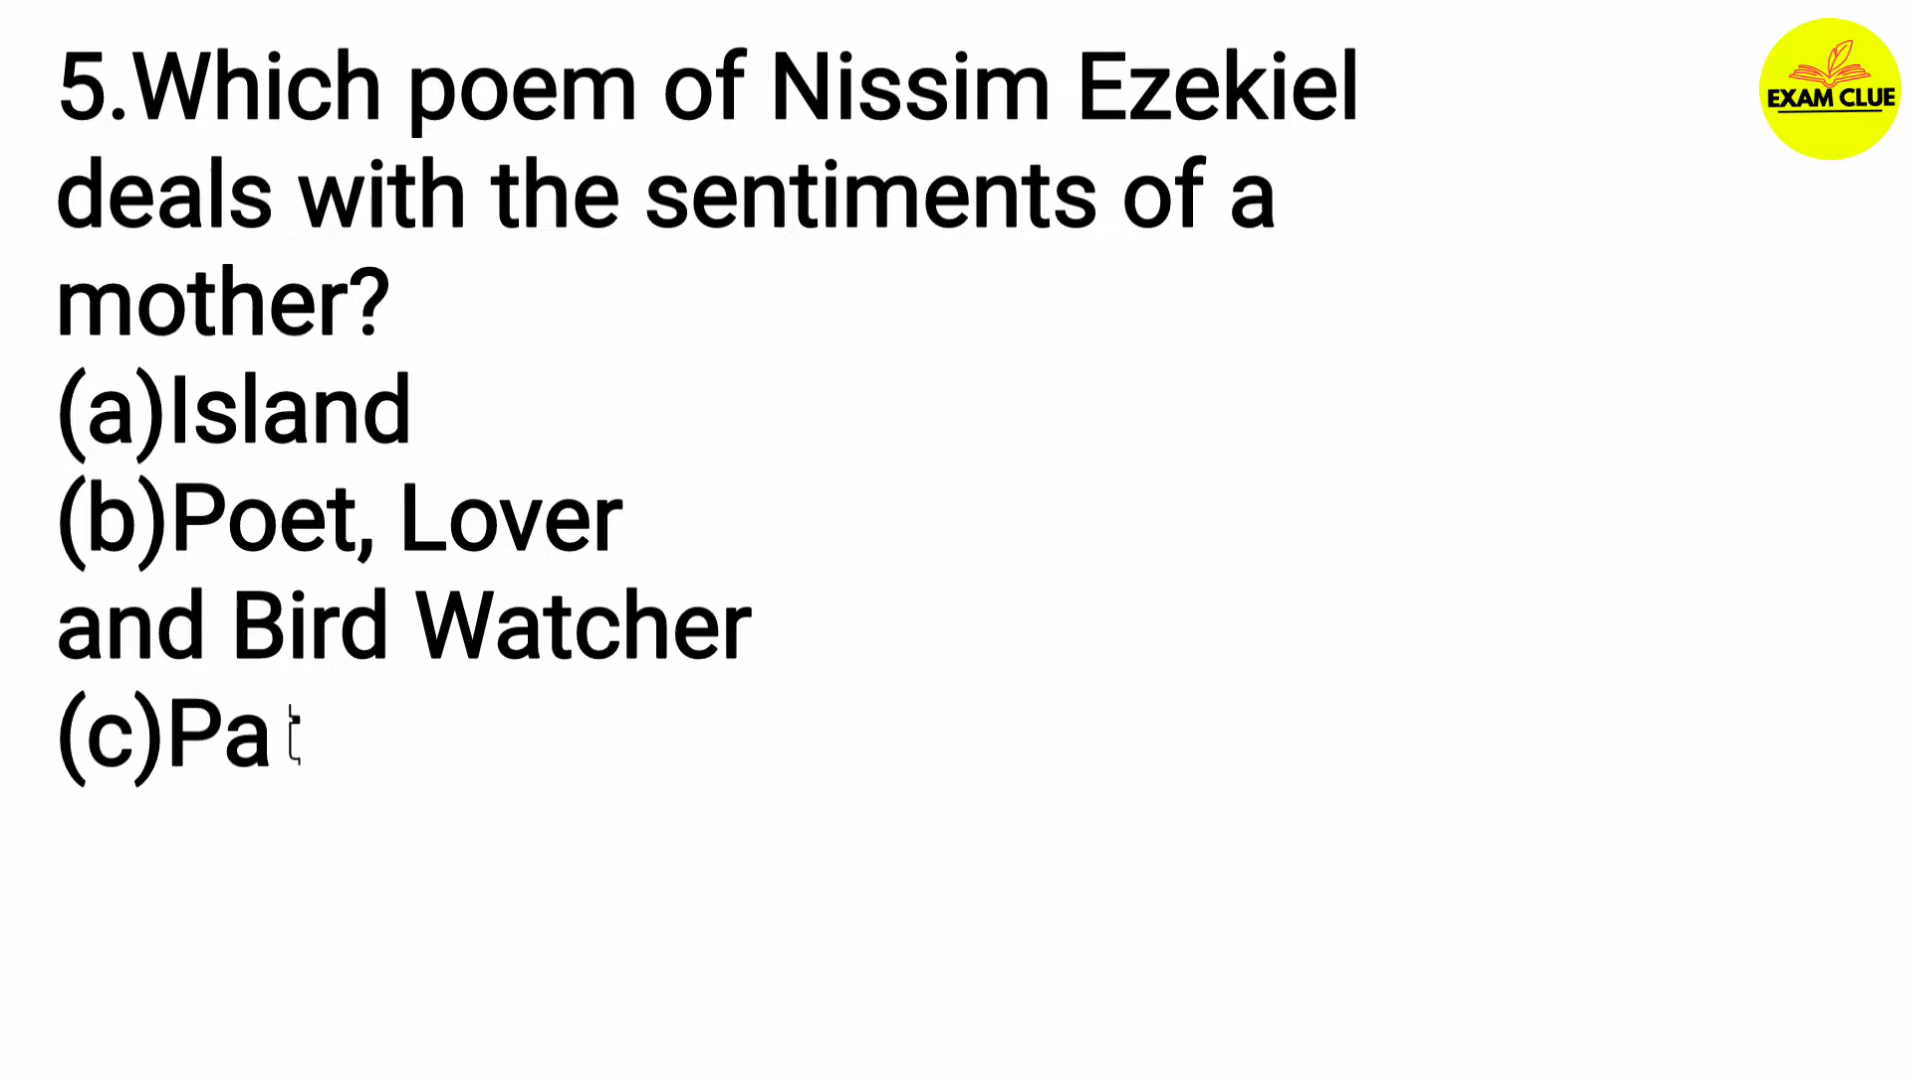 5.Which poem of Nissim Ezekiel
deals with the sentiments of a
mother?
(a)Island
(b)Poet, Lover
and Bird Watcher
(c)Pat
EXAM CLUE